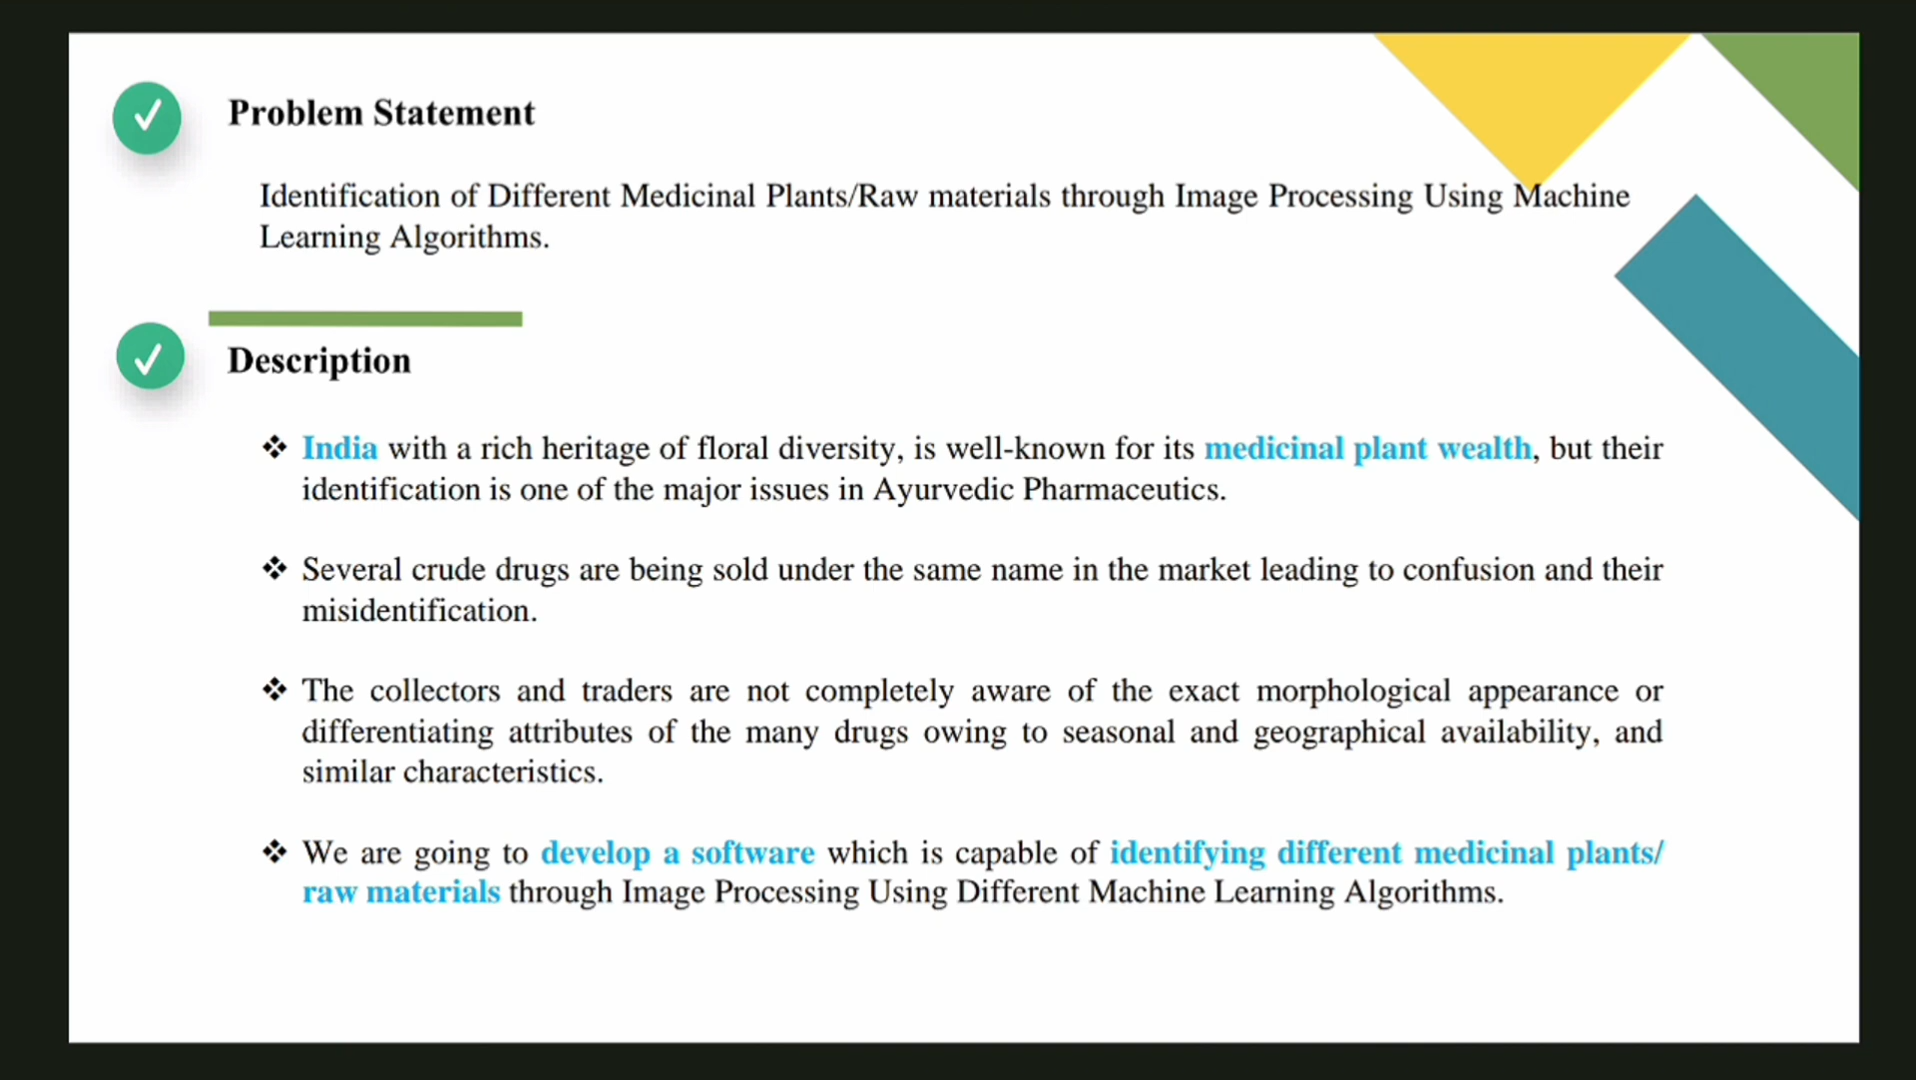 Problem Statement
Identification of Different Medicinal Plants/Raw materials through Image Processing Using Machine
Learning Algorithms.
Description
❖ India with a rich heritage of floral diversity, is well-known for its medicinal plant wealth, but their
identification is one of the major issues in Ayurvedic Pharmaceutics.
❖ Several crude drugs are being sold under the same name in the market leading to confusion and their
misidentification.
❖ The collectors and traders are not completely aware of the exact morphological appearance or
differentiating attributes of the many drugs owing to seasonal and geographical availability, and
similar characteristics.
❖ We are going to develop a software which is capable of identifying different medicinal plants/
raw materials through Image Processing Using Different Machine Learning Algorithms.